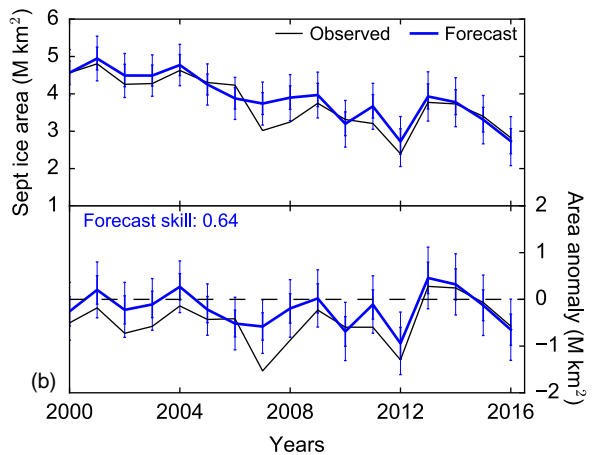 Sept ice area (M km²)
6
5
4
3
2
1
Observed
Forecast
Forecast skill: 0.64
2
1
0
−1
−2
Area anomaly (M km²)
(b)
2000
2004
2008
2012
2016
Years